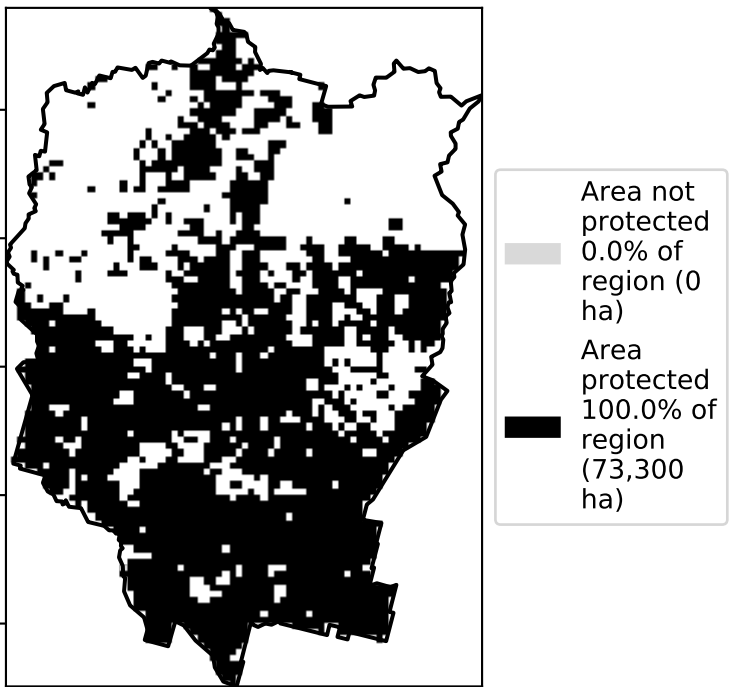 Area not
protected
0.0% of
region (0
ha)
Area
protected
100.0% of
region
(73,300
ha)